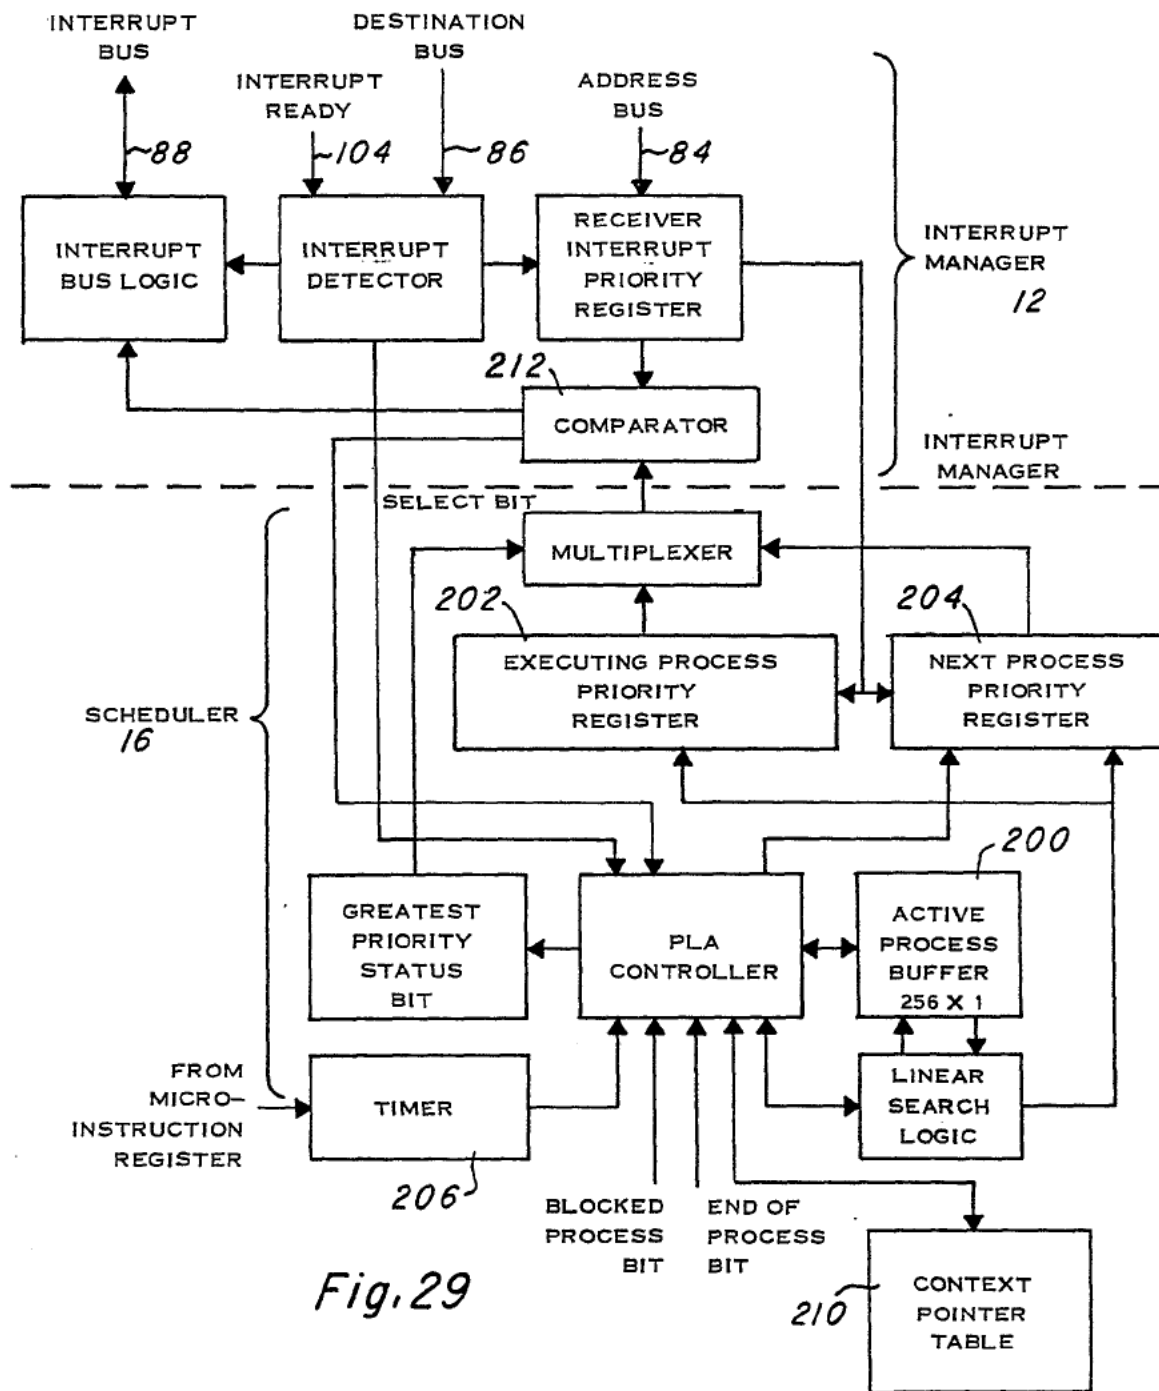 INTERRUPT
BUS
DESTINATION
BUS
INTERRUPT
READY
ADDRESS
BUS
88
104
86
84
INTERRUPT
BUS LOGIC
INTERRUPT
DETECTOR
RECEIVER
INTERRUPT
PRIORITY
REGISTER
INTERRUPT
MANAGER
12
212
COMPARATOR
INTERRUPT
MANAGER
SELECT BIT
MULTIPLEXER
202
204
EXECUTING PROCESS
PRIORITY
REGISTER
NEXT PROCESS
PRIORITY
REGISTER
SCHEDULER
16
200
GREATEST
PRIORITY
STATUS
BIT
PLA
CONTROLLER
ACTIVE
PROCESS
BUFFER
256 X 1
FROM
MICRO-
INSTRUCTION
REGISTER
TIMER
206
LINEAR
SEARCH
LOGIC
BLOCKED
PROCESS
BIT
END OF
PROCESS
BIT
210
CONTEXT
POINTER
TABLE
Fig. 29